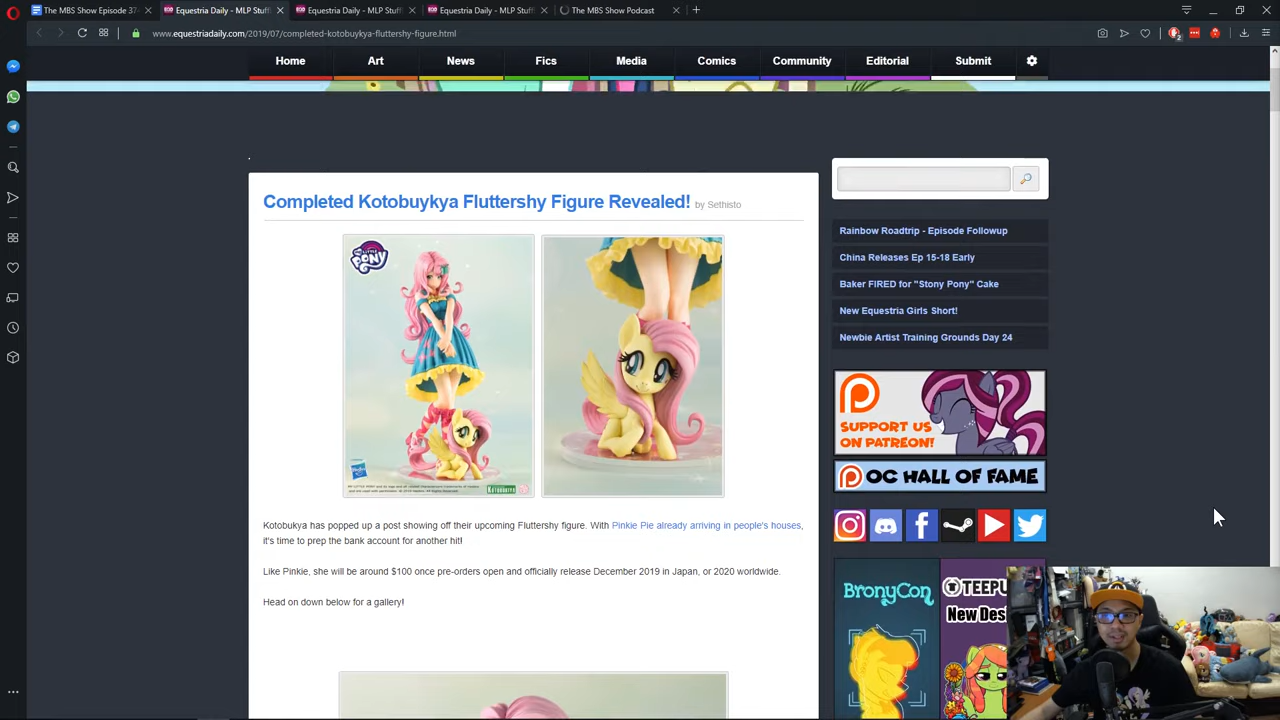 The MBS Show Episode 37
Equestria Daily - MLP Stuff
Equestria Daily - MLP Stuff
Equestria Daily - MLP Stuff
The MBS Show Podcast
www.equestriadaily.com/2019/07/completed-kotobuykya-fluttershy-figure.html
2
Home
Art
News
Fics
Media
Comics
Community
Editorial
Submit
Completed Kotobuykya Fluttershy Figure Revealed! by Sethisto
MY LITTLE PONY
Hasbro
KOTOBUKIYA
Kotobukya has popped up a post showing off their upcoming Fluttershy figure. With Pinkie Pie already arriving in people's houses,
it's time to prep the bank account for another hit!
Like Pinkie, she will be around $100 once pre-orders open and officially release December 2019 in Japan, or 2020 worldwide.
Head on down below for a gallery!
Rainbow Roadtrip - Episode Followup
China Releases Ep 15-18 Early
Baker FIRED for "Stony Pony" Cake
New Equestria Girls Short!
Newbie Artist Training Grounds Day 24
SUPPORT US
ON PATREON!
OC HALL OF FAME
BRONYCON
TEEPU
New Desi